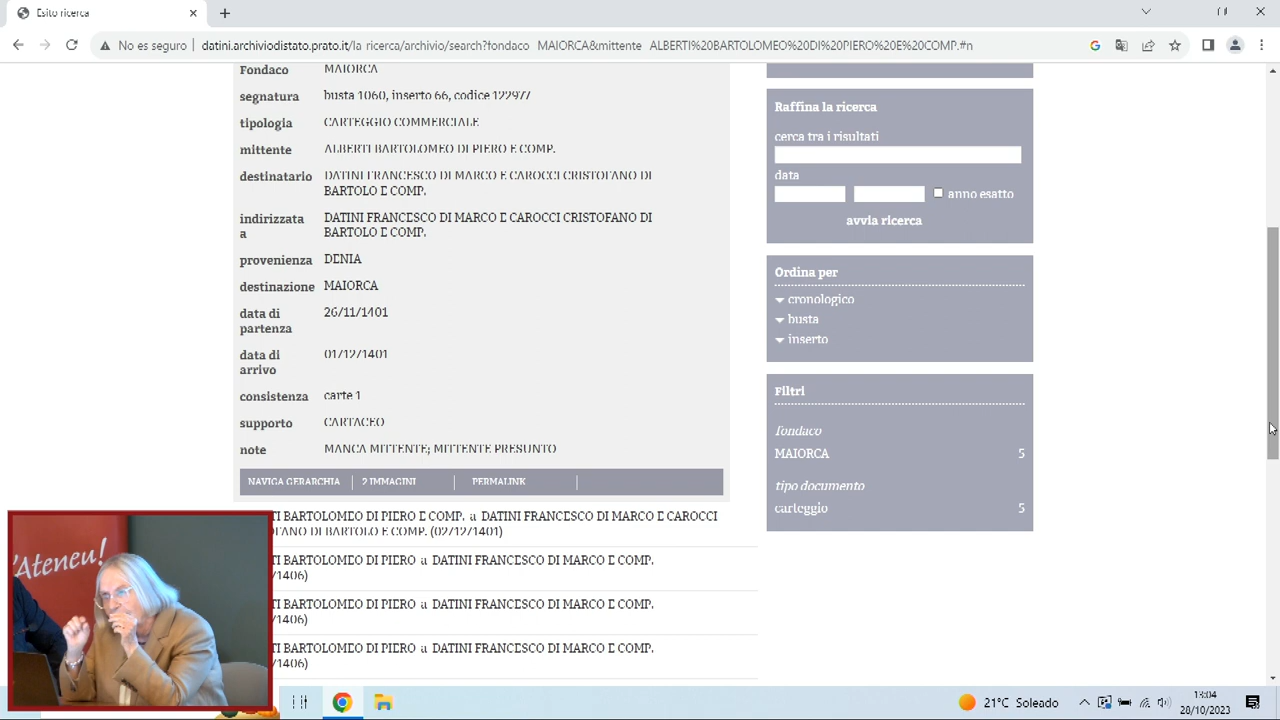 Esito ricerca
No es seguro
datini.archiviodistato.prato.it/la ricerca/archivio/search?fondaco MAIORCA&mittente ALBERTI%20BARTOLOMEO%20DI%20PIERO%20E%20COMP.#n
Fondaco MAIORCA
segnatura busta 1060, inserto 66, codice 122977
tipologia CARTEGGIO COMMERCIALE
mittente ALBERTI BARTOLOMEO DI PIERO E COMP.
destinatario DATINI FRANCESCO DI MARCO E CAROCCI CRISTOFANO DI
BARTOLO E COMP.
indirizzata DATINI FRANCESCO DI MARCO E CAROCCI CRISTOFANO DI
a BARTOLO E COMP.
provenienza DENIA
destinazione MAIORCA
data di 26/11/1401
partenza
data di 01/12/1401
arrivo
consistenza carte 1
supporto CARTACEO
note MANCA MITTENTE; MITTENTE PRESUNTO
NAVIGA GERARCHIA 2 IMMAGINI PERMALINK
TI BARTOLOMEO DI PIERO E COMP. a DATINI FRANCESCO DI MARCO E CAROCCI
OFANO DI BARTOLO E COMP. (02/12/1401)
TI BARTOLOMEO DI PIERO a DATINI FRANCESCO DI MARCO E COMP.
/1406)
TI BARTOLOMEO DI PIERO a DATINI FRANCESCO DI MARCO E COMP.
/1406)
TI BARTOLOMEO DI PIERO a DATINI FRANCESCO DI MARCO E COMP.
/1406)
Raffina la ricerca
cerca tra i risultati
data
anno esatto
avvia ricerca
Ordina per
cronologico
busta
inserto
Filtri
fondaco
MAIORCA 5
tipo documento
carteggio 5
l'Ateneu!
21°C Soleado
13:04
28/10/2023